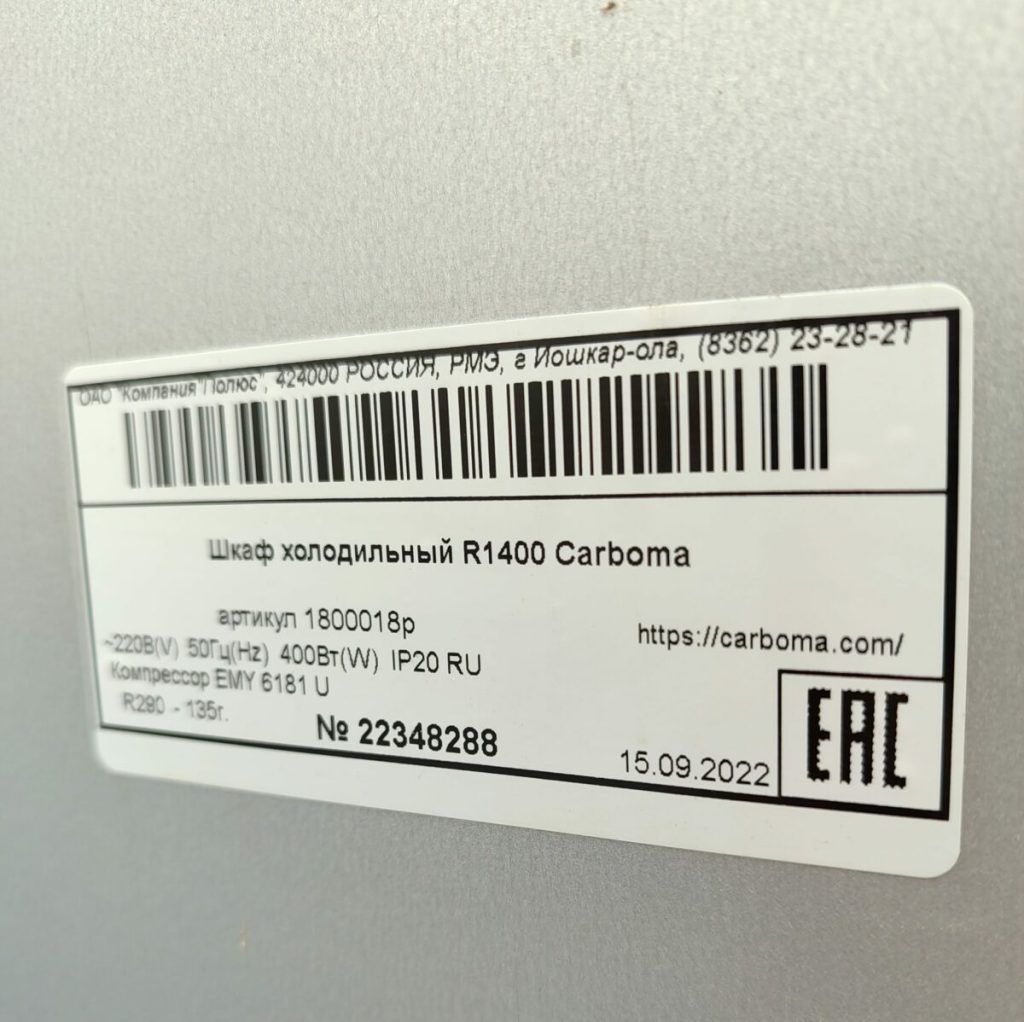 ОАО "Компания"Полюс", 424000 РОССИЯ, РМЭ, г Йошкар-ола, (8362) 23-28-21
Шкаф холодильный R1400 Carboma
артикул 1800018р
https://carboma.com/
~220В(V) 50Гц(Hz) 400Вт(W) IP20 RU
Компрессор EMY 6181 U
R290 - 135г.
№ 22348288
15.09.2022
EAC